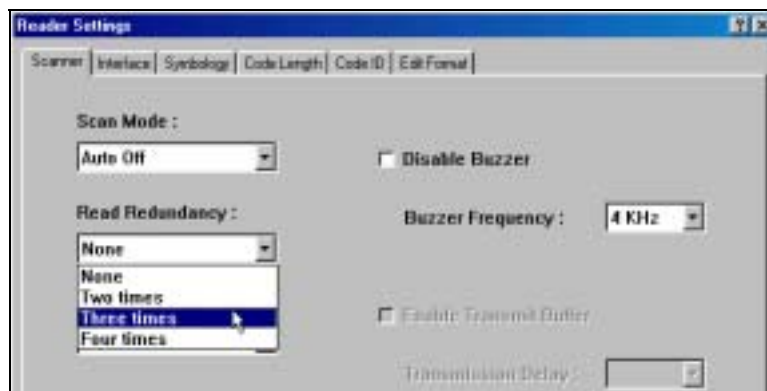 Reader Settings
Scanner Interface Symbology Code Length Code ID Edit Format
Scan Mode :
Auto Off
Disable Buzzer
Read Redundancy :
Buzzer Frequency :
4 KHz
None
None
Two times
Three times
Four times
Enable Transmit Buffer
Transmission Delay :